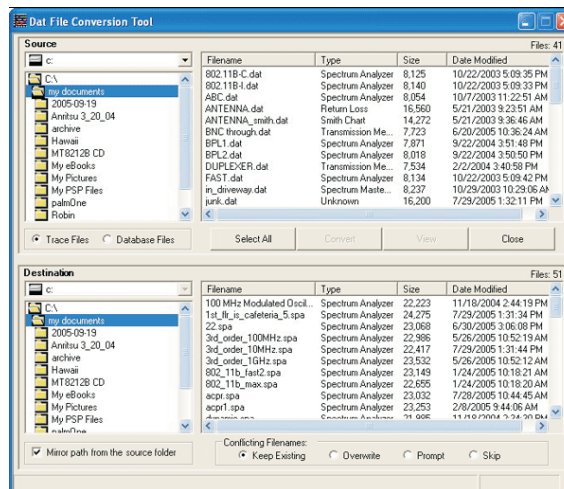 Dat File Conversion Tool
Source
Files: 41
c:
C:\
my documents
2005-09-19
Anritsu 3_20_04
archive
Hawaii
MT8212B CD
My eBooks
My Pictures
My PSP Files
palmOne
Robin
Filename Type Size Date Modified
802.11B-C.dat Spectrum Analyzer 8,125 10/22/2003 5:09:35 PM
802.11B-I.dat Spectrum Analyzer 8,140 10/22/2003 5:09:33 PM
ABC.dat Spectrum Analyzer 8,054 10/7/2003 11:22:51 AM
ANTENNA.dat Return Loss 16,560 5/21/2003 9:23:51 AM
ANTENNA_smith.dat Smith Chart 14,272 5/21/2003 9:36:46 AM
BNC through.dat Transmission Me... 7,723 6/20/2005 10:36:24 AM
BPL1.dat Spectrum Analyzer 7,871 9/22/2004 3:51:48 PM
BPL2.dat Spectrum Analyzer 8,018 9/22/2004 3:50:50 PM
DUPLEXER.dat Transmission Me... 7,534 2/2/2004 3:40:58 PM
FAST.dat Spectrum Analyzer 8,134 10/22/2003 5:09:42 PM
in_driveway.dat Spectrum Maste... 8,237 10/29/2003 10:29:06 AM
junk.dat Unknown 16,200 7/29/2005 1:32:11 PM
Trace Files Database Files
Select All Convert View Close
Destination
Files: 51
c:
C:\
my documents
2005-09-19
Anritsu 3_20_04
archive
Hawaii
MT8212B CD
My eBooks
My Pictures
My PSP Files
palmOne
Filename Type Size Date Modified
100 MHz Modulated Oscil... Spectrum Analyzer 22,223 11/18/2004 2:44:19 PM
1st_flr_is_cafeteria_5.spa Spectrum Analyzer 24,275 7/29/2005 1:31:34 PM
22.spa Spectrum Analyzer 23,068 6/30/2005 3:06:08 PM
3rd_order_100MHz.spa Spectrum Analyzer 22,986 5/26/2005 10:52:19 AM
3rd_order_10MHz.spa Spectrum Analyzer 22,417 7/29/2005 1:31:44 PM
3rd_order_1GHz.spa Spectrum Analyzer 23,532 5/26/2005 10:52:12 AM
802_11b_fast2.spa Spectrum Analyzer 23,149 1/24/2005 10:18:21 AM
802_11b_max.spa Spectrum Analyzer 22,655 1/24/2005 10:18:20 AM
acpr.spa Spectrum Analyzer 23,032 7/28/2005 10:44:45 AM
acpr1.spa Spectrum Analyzer 23,253 2/8/2005 9:44:06 AM
Spectrum Analyzer
Mirror path from the source folder
Conflicting Filenames:
Keep Existing Overwrite Prompt Skip